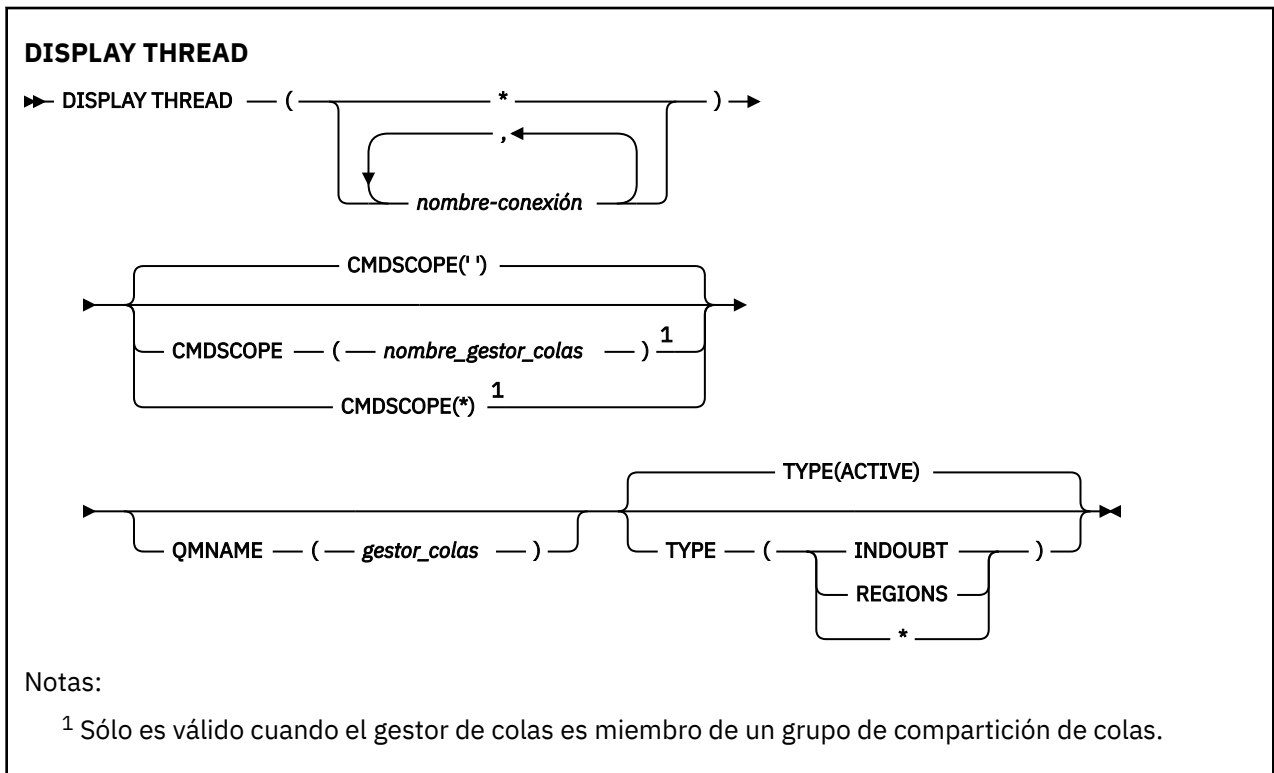 DISPLAY THREAD
DISPLAY THREAD ( * )
,
nombre-conexión
CMDSCOPE(' ')
CMDSCOPE ( nombre_gestor_colas ) 1
CMDSCOPE(*) 1
TYPE(ACTIVE)
QMNAME ( gestor_colas ) TYPE ( INDOUBT )
REGIONS
*
Notas:
1 Sólo es válido cuando el gestor de colas es miembro de un grupo de compartición de colas.